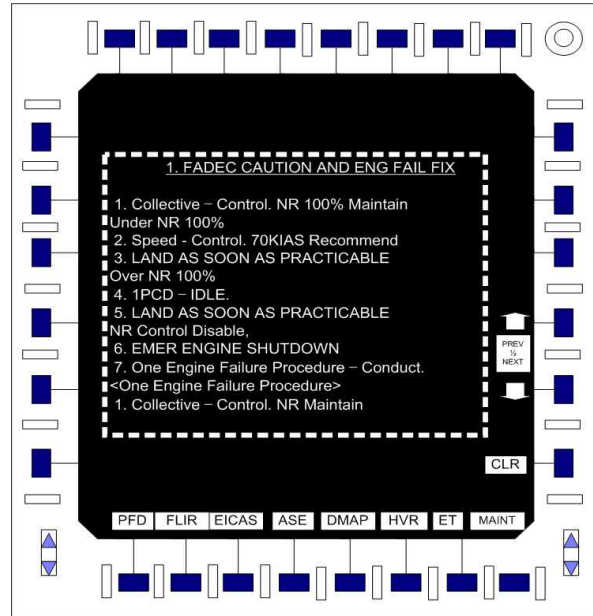 1. FADEC CAUTION AND ENG FAIL FIX
1. Collective – Control. NR 100% Maintain
Under NR 100%
2. Speed - Control. 70KIAS Recommend
3. LAND AS SOON AS PRACTICABLE
Over NR 100%
4. 1PCD – IDLE.
5. LAND AS SOON AS PRACTICABLE
NR Control Disable,
6. EMER ENGINE SHUTDOWN
7. One Engine Failure Procedure – Conduct.
<One Engine Failure Procedure>
1. Collective – Control. NR Maintain
PREV
½
NEXT
CLR
PFD FLIR EICAS ASE DMAP HVR ET MAINT